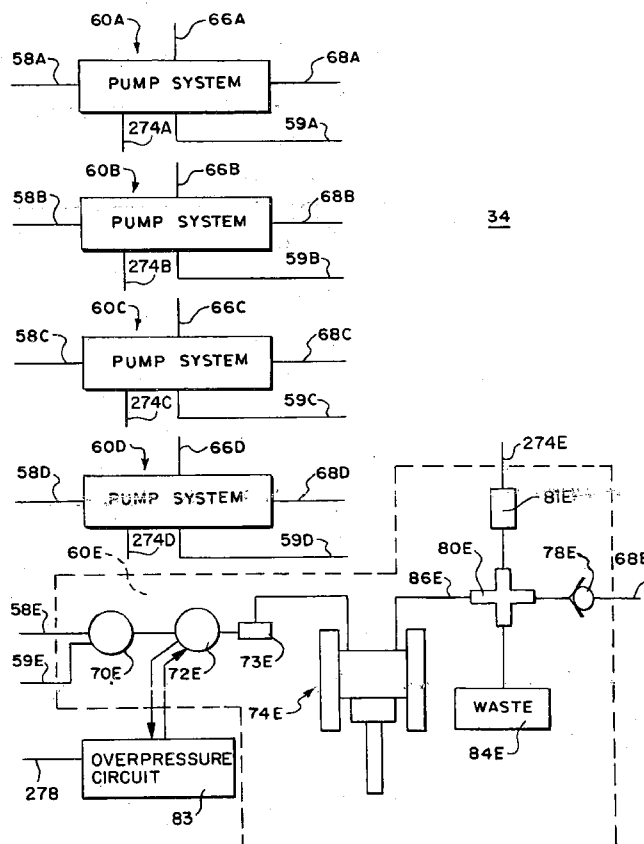 60A 66A
58A 68A
PUMP SYSTEM
274A 59A
60B 66B
58B 68B
34
PUMP SYSTEM
274B 59B
60C 66C
58C 68C
PUMP SYSTEM
274C 59C
60D 66D
58D 68D
274E
PUMP SYSTEM
81E
274D 59D
60E
80E 78E
86E 68E
58E
59E
70E 72E 73E
74E
WASTE
84E
OVERPRESSURE
CIRCUIT
278
83